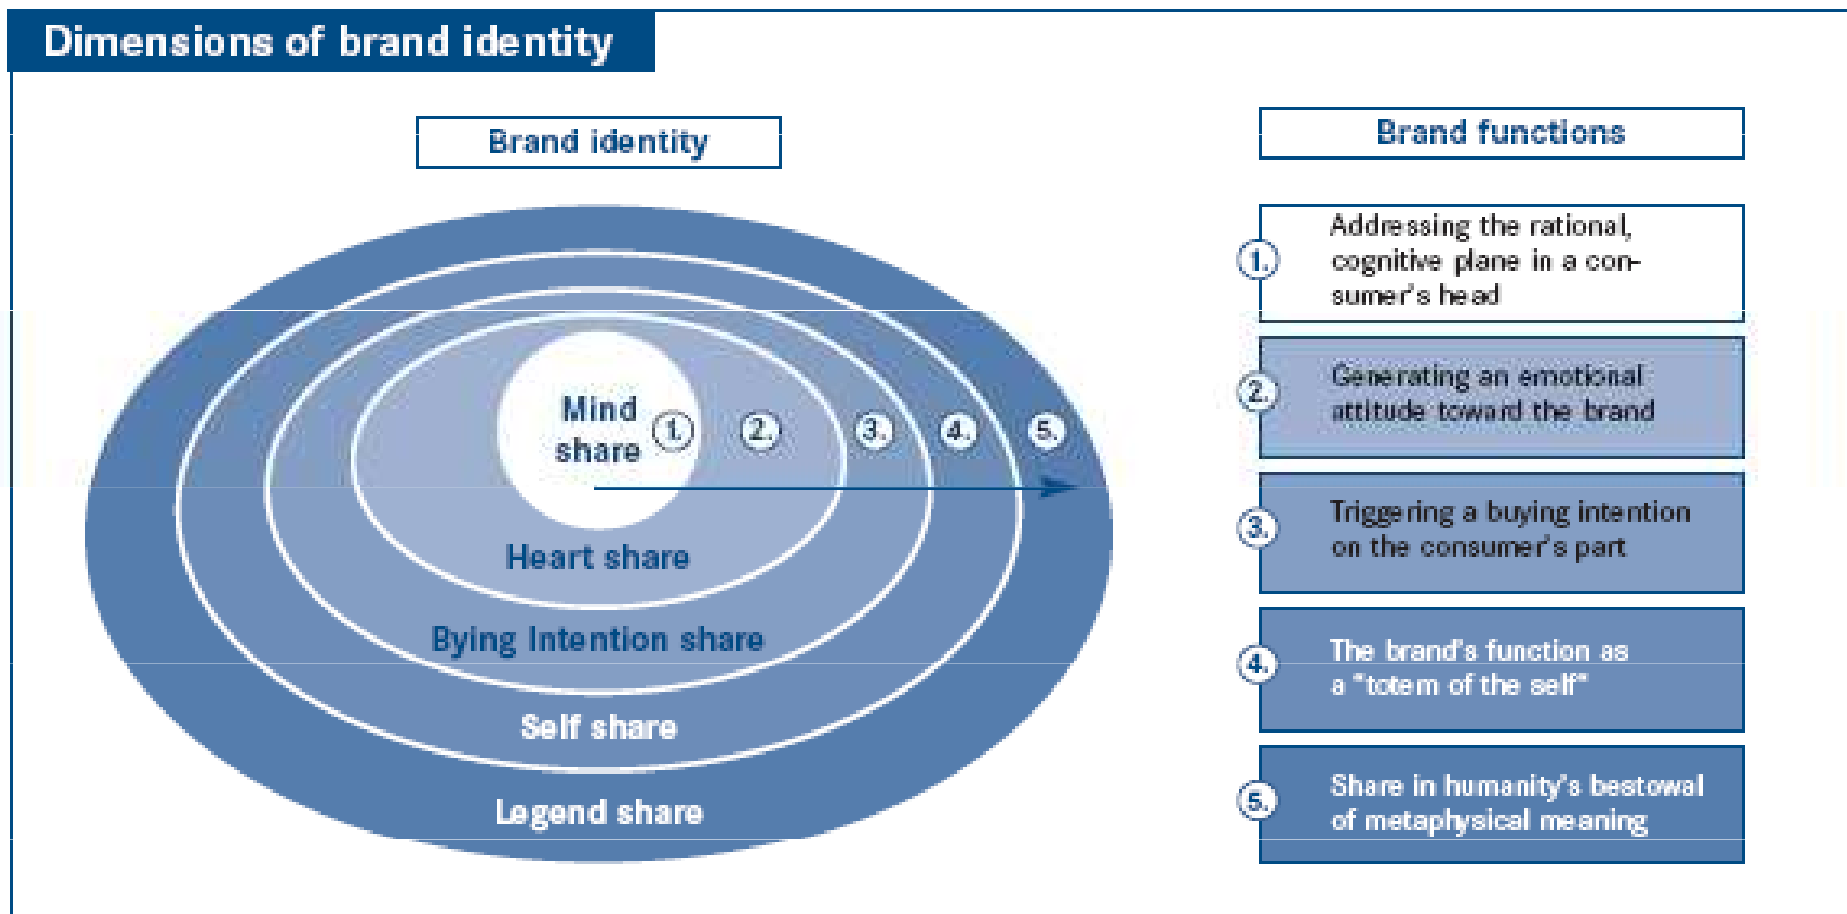 Dimensions of brand identity
Brand identity
Mind
share
1.
2.
3.
4.
5.
Heart share
Bying Intention share
Self share
Legend share
Brand functions
1.
Addressing the rational,
cognitive plane in a con-
sumer's head
2.
Generating an emotional
attitude toward the brand
3.
Triggering a buying intention
on the consumer's part
4.
The brand's function as
a "totem of the self"
5.
Share in humanity's bestowal
of metaphysical meaning